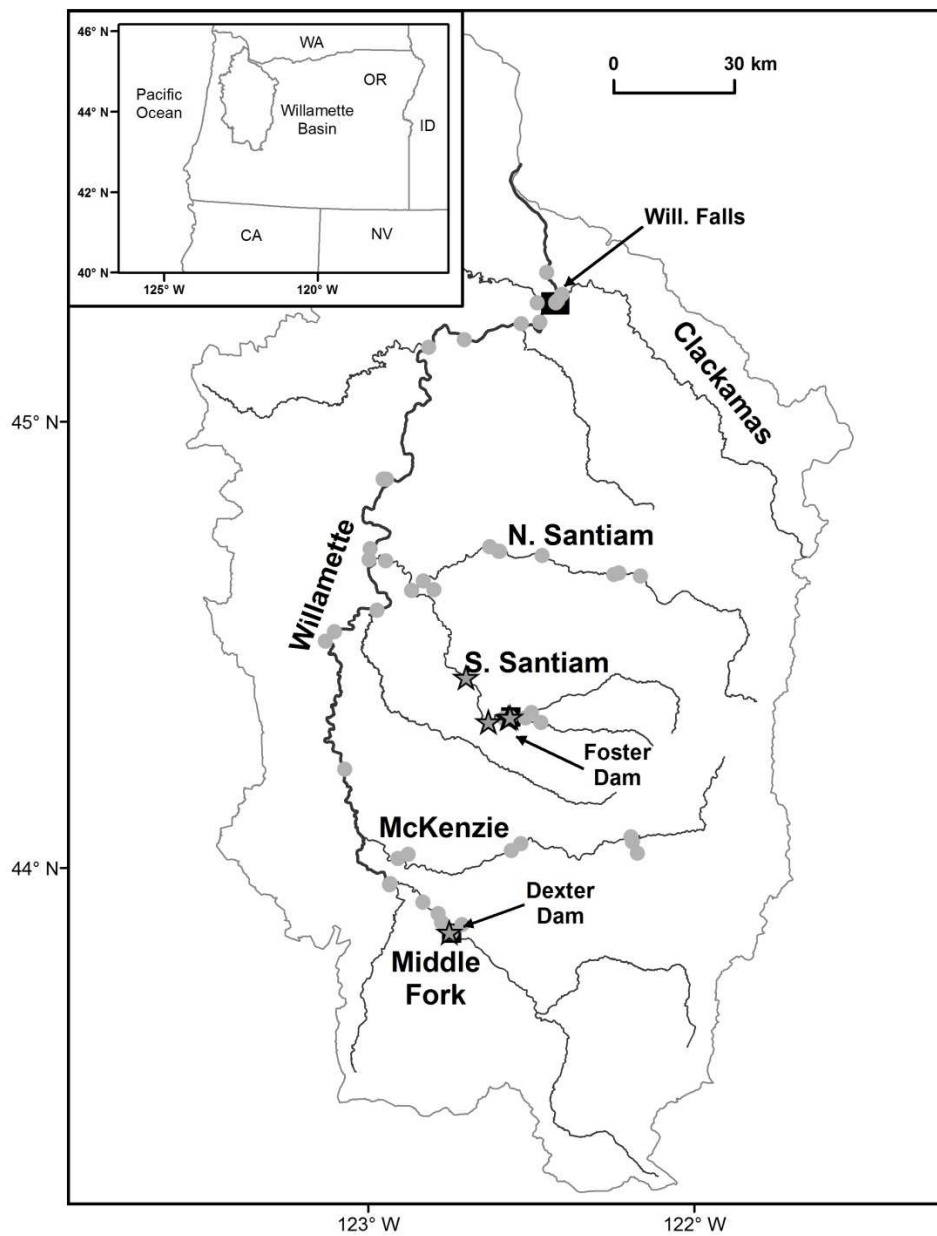 46° N
44° N
42° N
40° N
125° W
120° W
WA
OR
ID
Pacific
Ocean
Willamette
Basin
CA
NV
0
30 km
Will. Falls
Clackamas
45° N
N. Santiam
Willamette
S. Santiam
Foster
Dam
McKenzie
44° N
Dexter
Dam
Middle
Fork
123° W
122° W